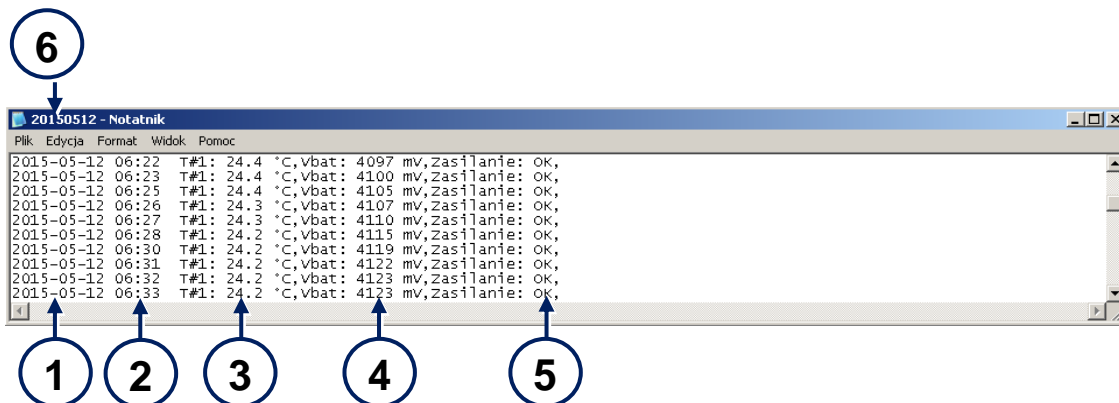 6
20150512 - Notatnik
Plik Edycja Format Widok Pomoc
2015-05-12 06:22 T#1: 24.4 °C,Vbat: 4097 mV,Zasilanie: OK,
2015-05-12 06:23 T#1: 24.4 °C,Vbat: 4100 mV,Zasilanie: OK,
2015-05-12 06:25 T#1: 24.4 °C,Vbat: 4105 mV,Zasilanie: OK,
2015-05-12 06:26 T#1: 24.3 °C,Vbat: 4107 mV,Zasilanie: OK,
2015-05-12 06:27 T#1: 24.3 °C,Vbat: 4110 mV,Zasilanie: OK,
2015-05-12 06:28 T#1: 24.2 °C,Vbat: 4115 mV,Zasilanie: OK,
2015-05-12 06:30 T#1: 24.2 °C,Vbat: 4119 mV,Zasilanie: OK,
2015-05-12 06:31 T#1: 24.2 °C,Vbat: 4122 mV,Zasilanie: OK,
2015-05-12 06:32 T#1: 24.2 °C,Vbat: 4123 mV,Zasilanie: OK,
2015-05-12 06:33 T#1: 24.2 °C,Vbat: 4123 mV,Zasilanie: OK,
1 2 3 4 5